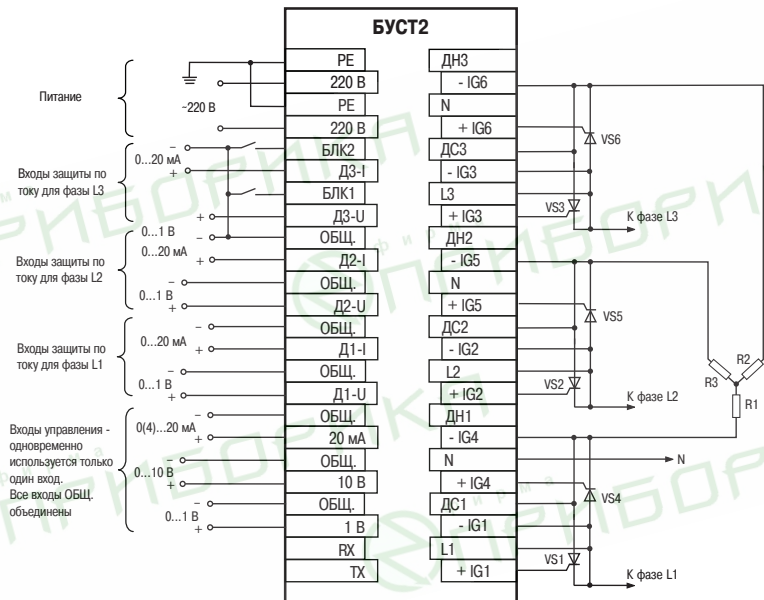 БУСТ2
Питание
~220 В
Входы защиты по
току для фазы L3
–
0...20 мА
+
+
0...1 В
Входы защиты по
току для фазы L2
–
0...20 мА
+
–
0...1 В
+
Входы защиты по
току для фазы L1
–
0...20 мА
+
–
0...1 В
+
Входы управления -
одновременно
используется только
один вход.
Все входы ОБЩ.
объединены
–
0(4)...20 мА
+
–
0...10 В
+
–
0...1 В
+
PE
220 В
PE
220 В
БЛК2
Д3-I
БЛК1
Д3-U
ОБЩ.
Д2-I
ОБЩ.
Д2-U
ОБЩ.
Д1-I
ОБЩ.
Д1-U
ОБЩ.
20 мА
ОБЩ.
10 В
ОБЩ.
1 В
RX
TX
ДН3
- IG6
N
+ IG6
ДС3
- IG3
L3
+ IG3
ДН2
- IG5
N
+ IG5
ДС2
- IG2
L2
+ IG2
ДН1
- IG4
N
+ IG4
ДС1
- IG1
L1
+ IG1
VS6
VS3
К фазе L3
VS5
VS2
К фазе L2
R3
R2
R1
N
VS4
VS1
К фазе L1
фирма
ПРИБОРИКА